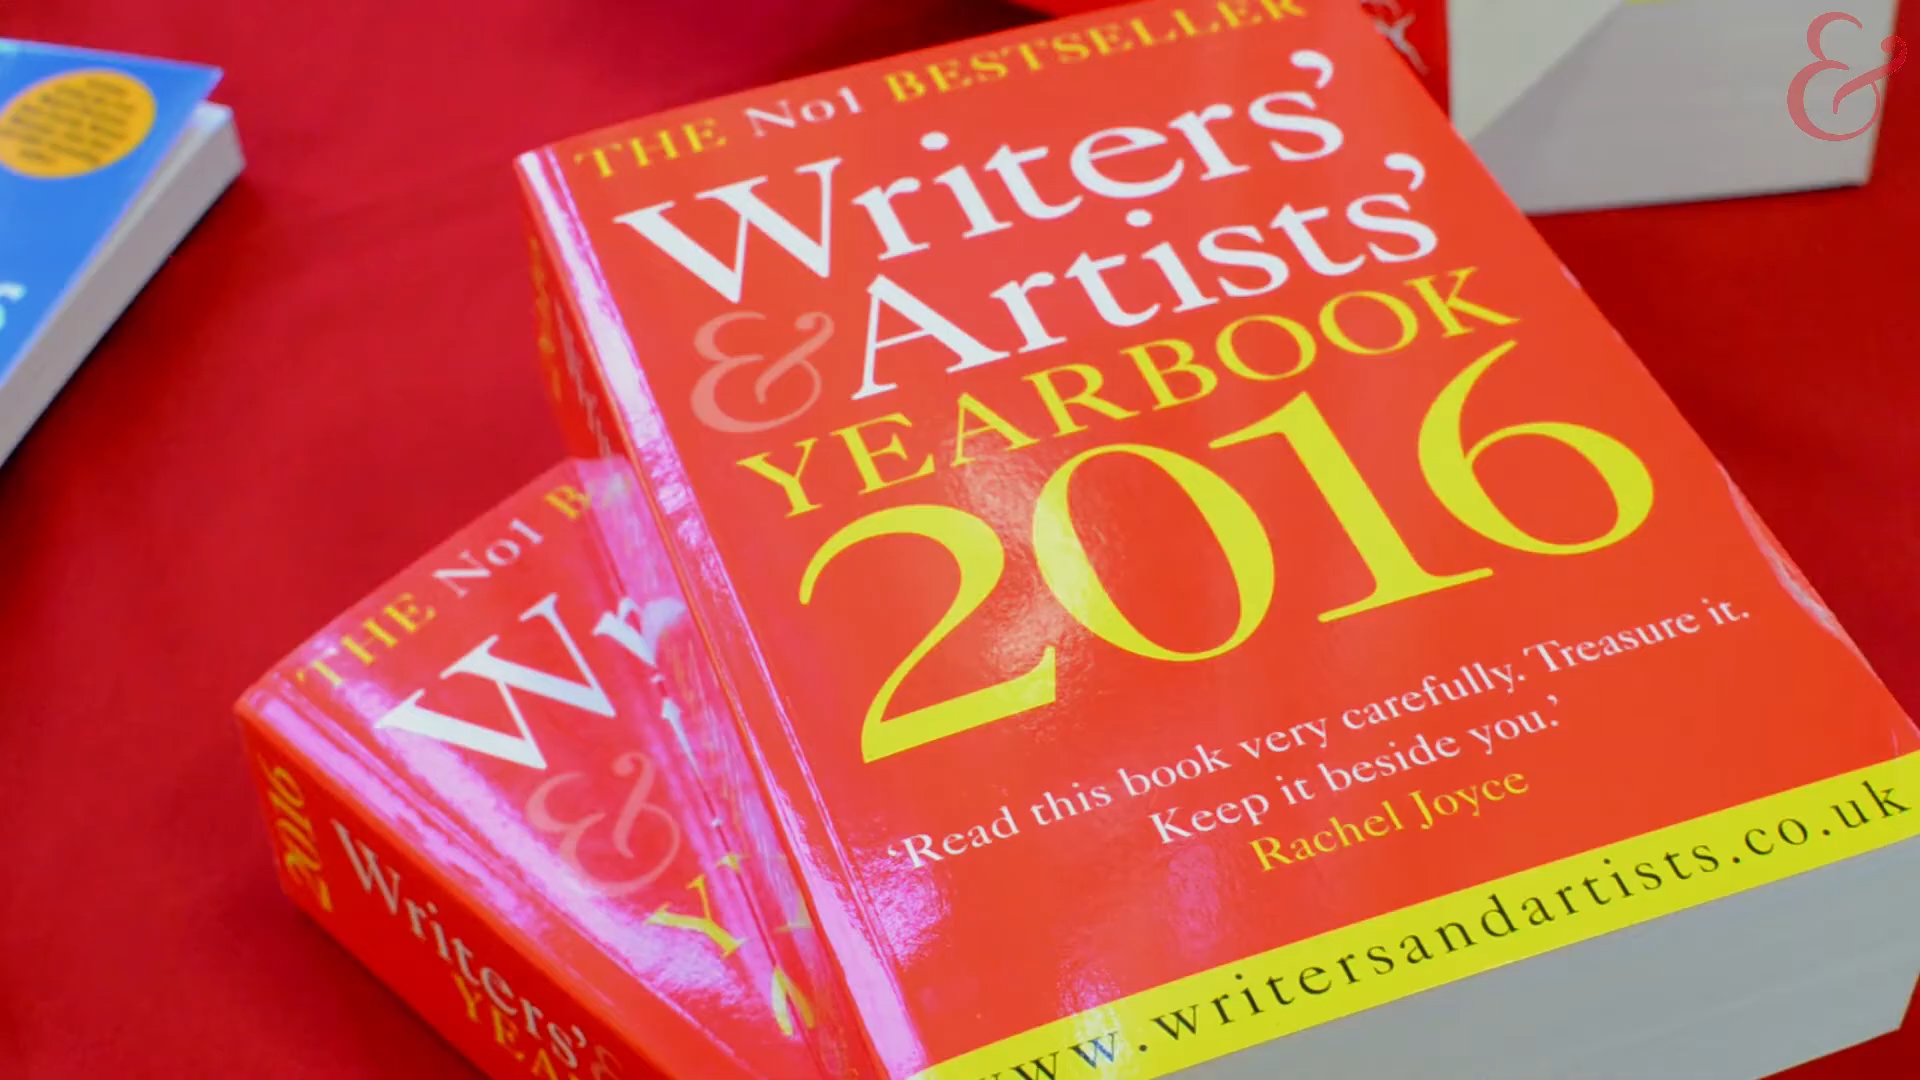 THE No1 BESTSELLER
Writers'
& Artists'
YEARBOOK
2016
'Read this book very carefully. Treasure it.
Keep it beside you.'
Rachel Joyce
www.writersandartists.co.uk
THE No1 B
Wr
&
Y
2016
Writers' &
YEA
&